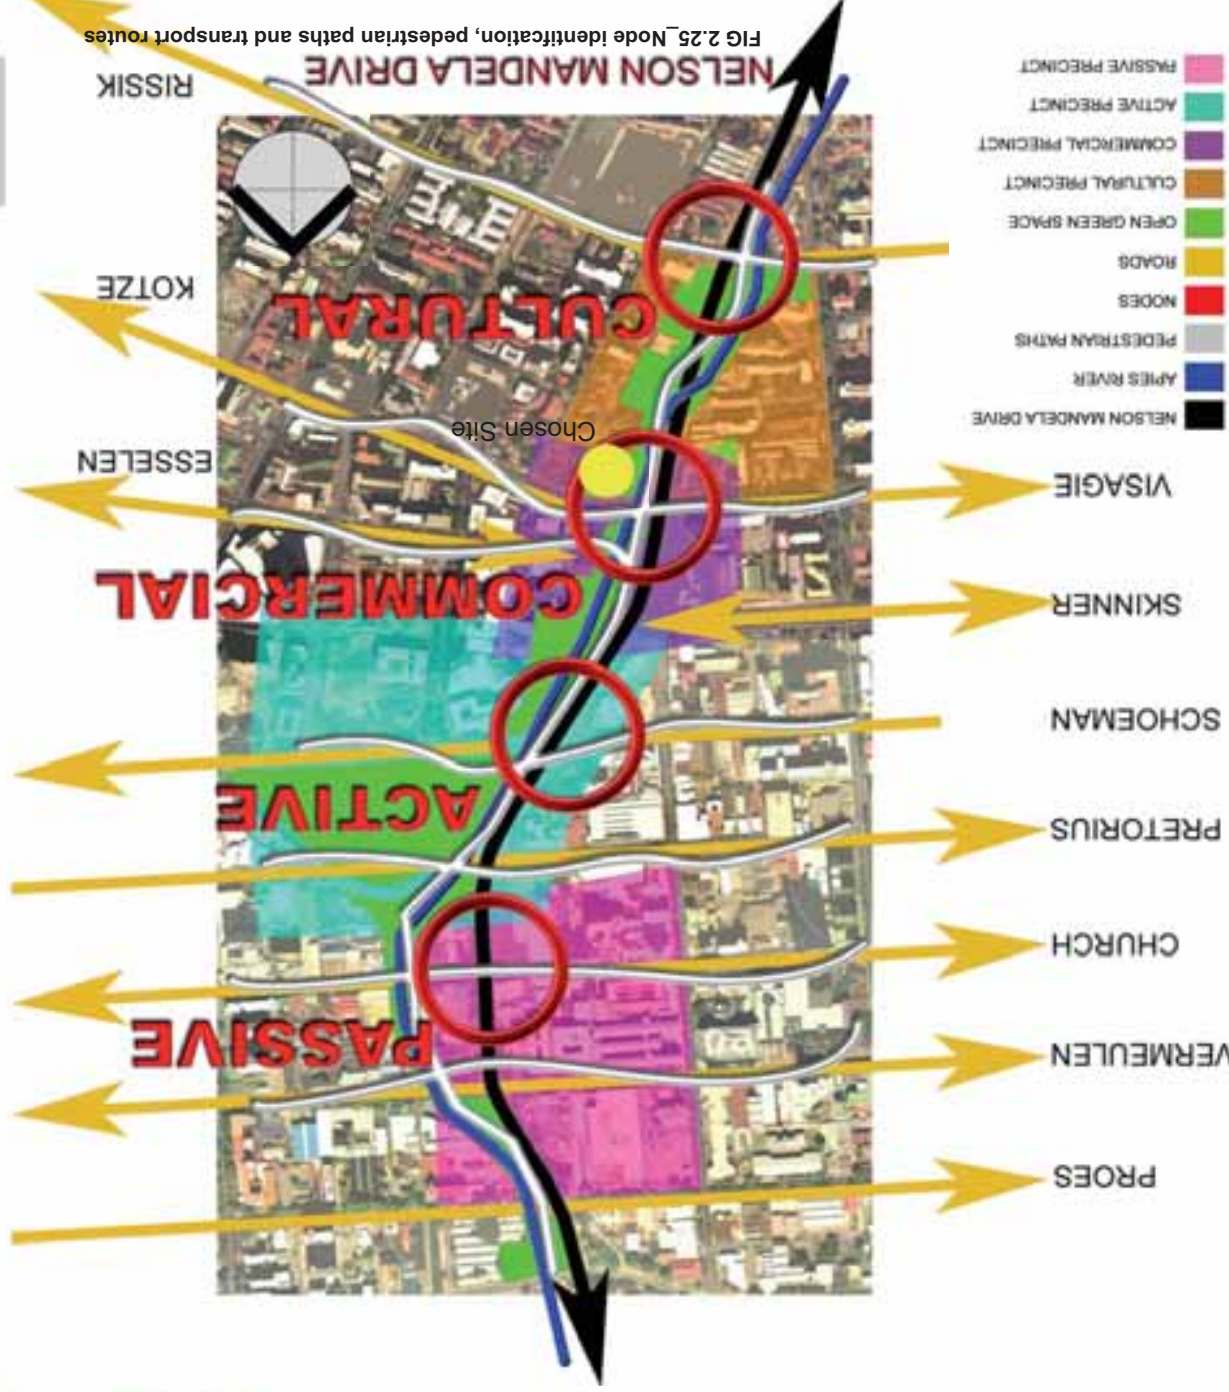 PROES
VERMEULEN
PASSIVE
CHURCH
PRETORIUS
ACTIVE
SCHOEMAN
SKINNER
COMMERCIAL
VISAGIE
ESSELEN
Chosen Site
NELSON MANDELA DRIVE
APIES RIVER
PEDESTRIAN PATHS
NODES
ROADS
OPEN GREEN SPACE
CULTURAL PRECINCT
COMMERCIAL PRECINCT
ACTIVE PRECINCT
PASSIVE PRECINCT
CULTURAL
KOTZE
RISSIK
NELSON MANDELA DRIVE
FIG 2.25_Node identifcation, pedestrian paths and transport routes